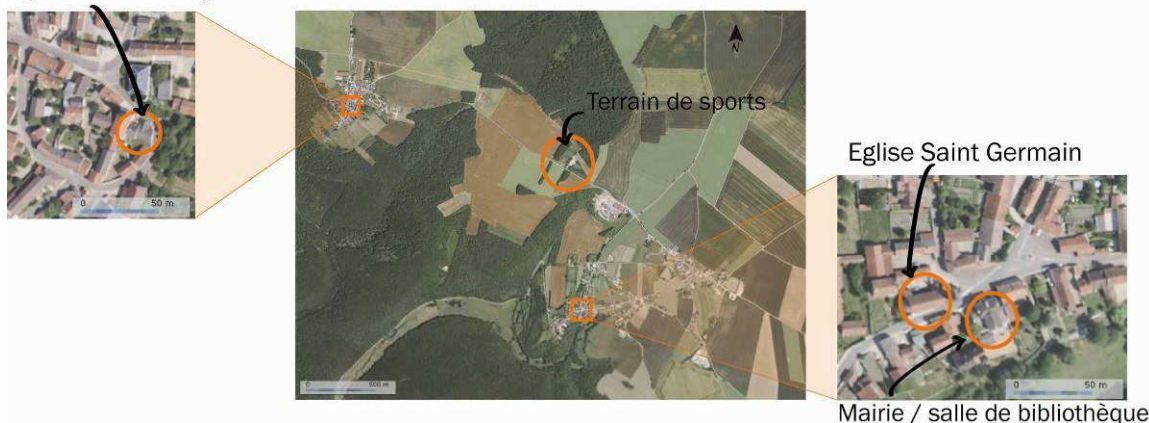 N
Terrain de sports
Eglise Saint Germain
0 50 m
0 500 m
0 50 m
Mairie / salle de bibliothèque